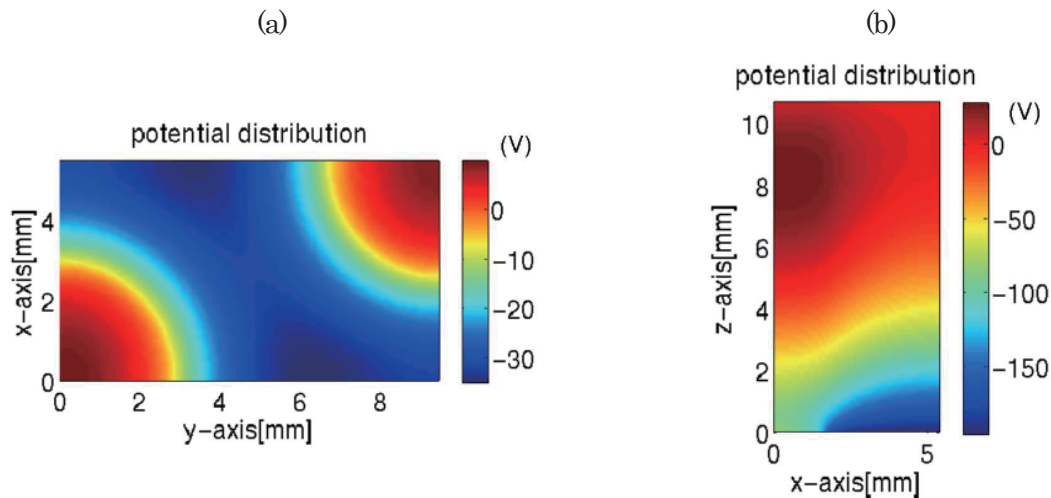 (a)
potential distribution
(V)
4
2
0
x-axis[mm]
0 2 4 6 8
y-axis[mm]
0
−10
−20
−30
(b)
potential distribution
(V)
10
8
6
4
2
0
z-axis[mm]
0 5
x-axis[mm]
0
−50
−100
−150